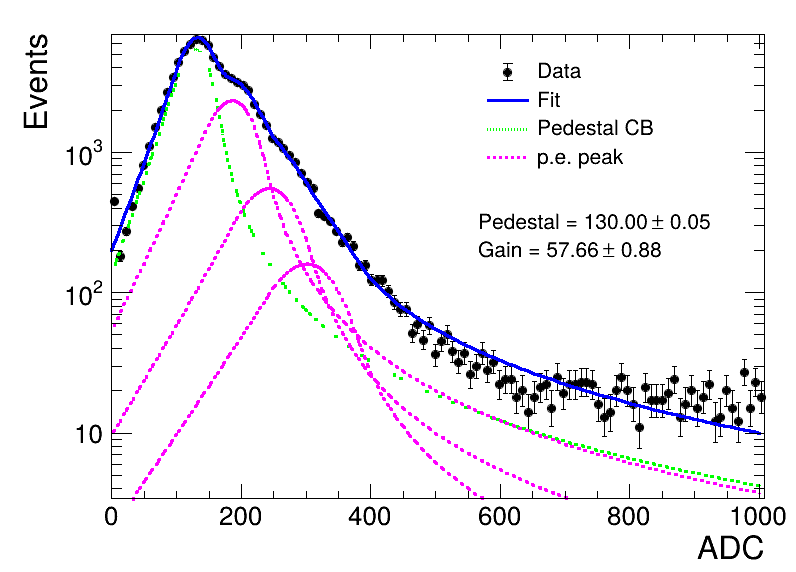 Events
10³
10²
10
Data
Fit
Pedestal CB
p.e. peak
Pedestal = 130.00 ± 0.05
Gain = 57.66 ± 0.88
0 200 400 600 800 1000
ADC